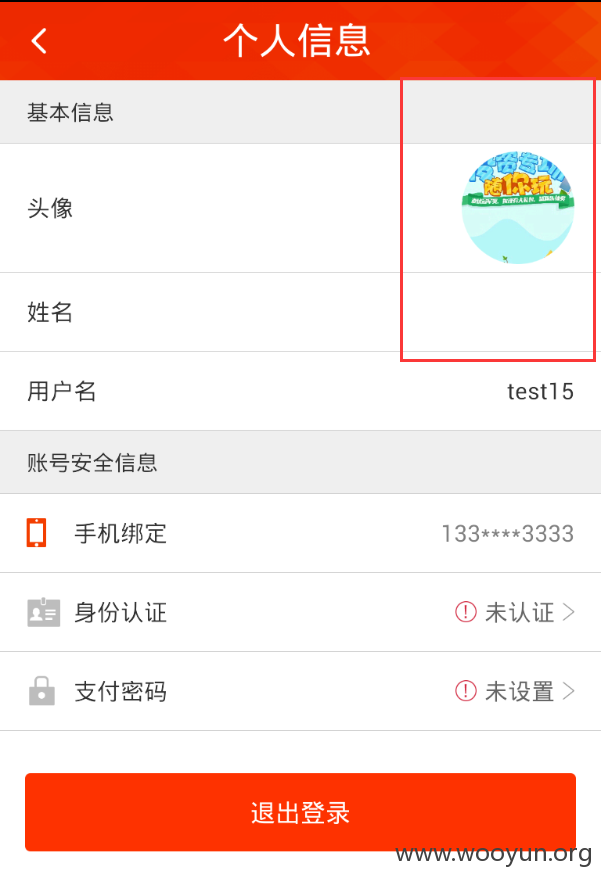 个人信息
基本信息
头像
随你玩
姓名
用户名 test15
账号安全信息
手机绑定 133****3333
身份认证 未认证
支付密码 未设置
退出登录
www.wooyun.org